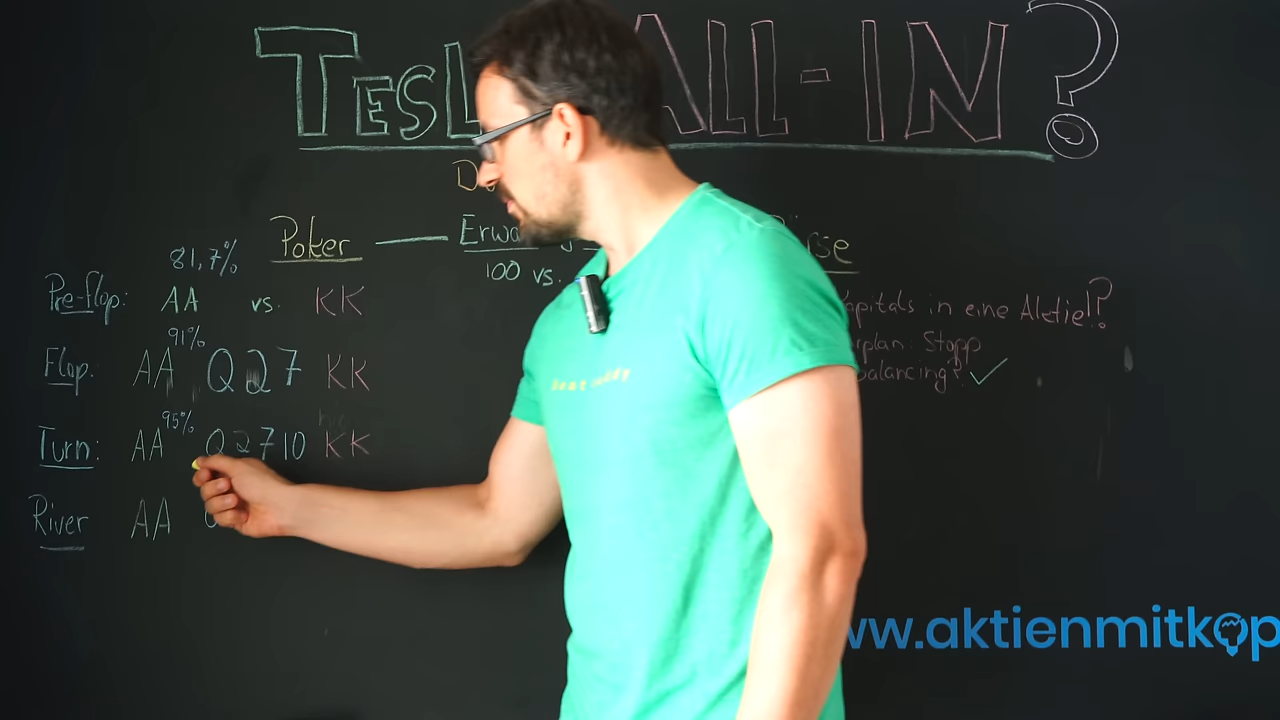 TESL ALL-IN?
Poker — Erwa
100 vs.
rse
81,7%
Pre-flop: AA vs. KK
apitals in eine Aktie!?
91%
Flop: AA Q 2 7 KK
rplan. Stopp
balancing? ✓
95%
Turn: AA Q 2 7 10 KK
River AA
ww.aktienmitkop